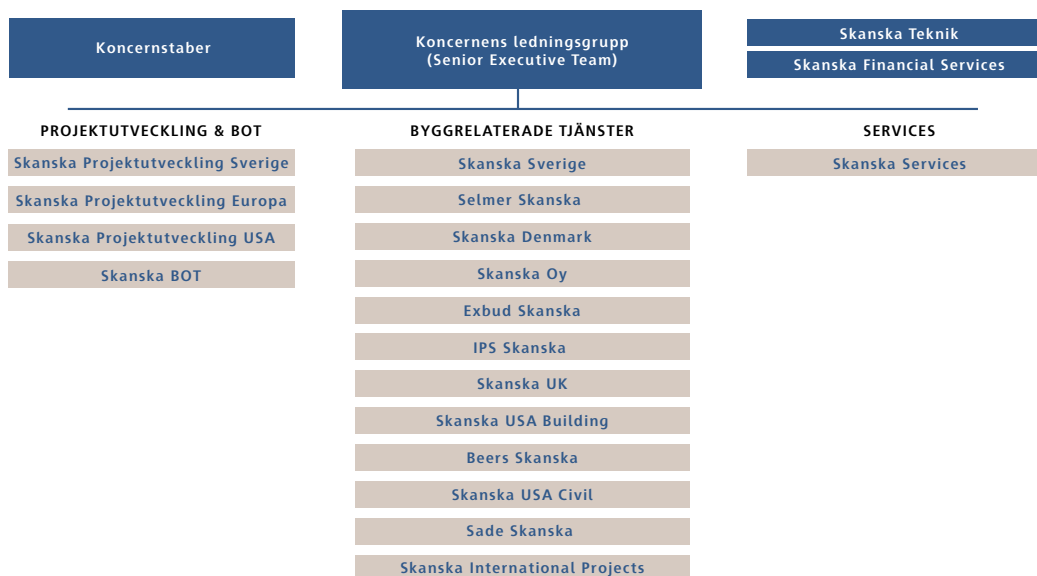 Koncernstaber
Koncernens ledningsgrupp
(Senior Executive Team)
Skanska Teknik
Skanska Financial Services
PROJEKTUTVECKLING & BOT
Skanska Projektutveckling Sverige
Skanska Projektutveckling Europa
Skanska Projektutveckling USA
Skanska BOT
BYGGRELATERADE TJÄNSTER
Skanska Sverige
Selmer Skanska
Skanska Denmark
Skanska Oy
Exbud Skanska
IPS Skanska
Skanska UK
Skanska USA Building
Beers Skanska
Skanska USA Civil
Sade Skanska
Skanska International Projects
SERVICES
Skanska Services